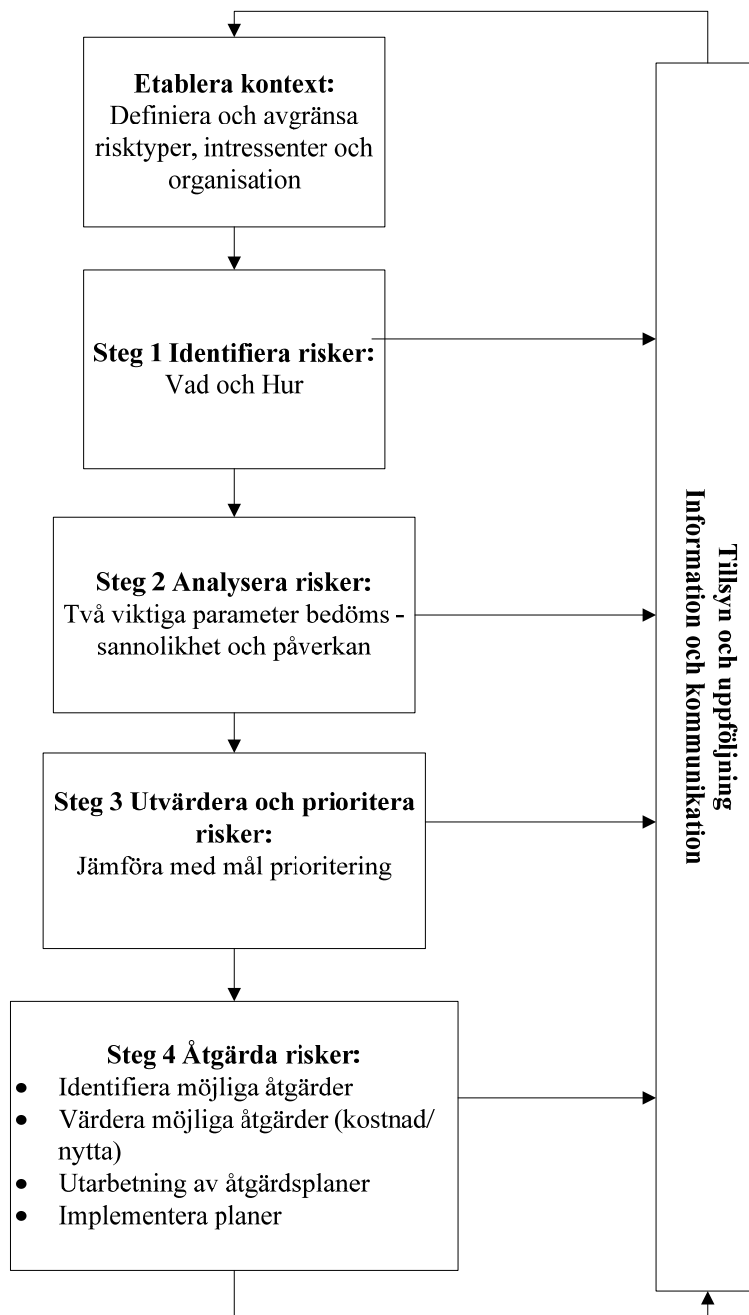 Etablera kontext:
Definiera och avgränsa
risktyper, intressenter och
organisation
Steg 1 Identifiera risker:
Vad och Hur
Steg 2 Analysera risker:
Två viktiga parameter bedöms -
sannolikhet och påverkan
Steg 3 Utvärdera och prioritera
risker:
Jämföra med mål prioritering
Steg 4 Åtgärda risker:
• Identifiera möjliga åtgärder
• Värdera möjliga åtgärder (kostnad/
nytta)
• Utarbetning av åtgärdsplaner
• Implementera planer
Tillsyn och uppföljning
Information och kommunikation